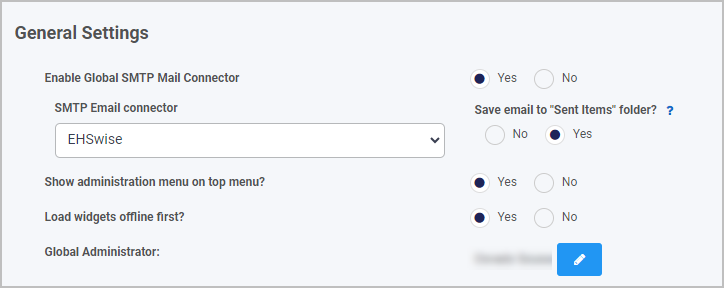 General Settings
Enable Global SMTP Mail Connector Yes No
SMTP Email connector Save email to "Sent Items" folder? ?
EHSwise No Yes
Show administration menu on top menu? Yes No
Load widgets offline first? Yes No
Global Administrator: